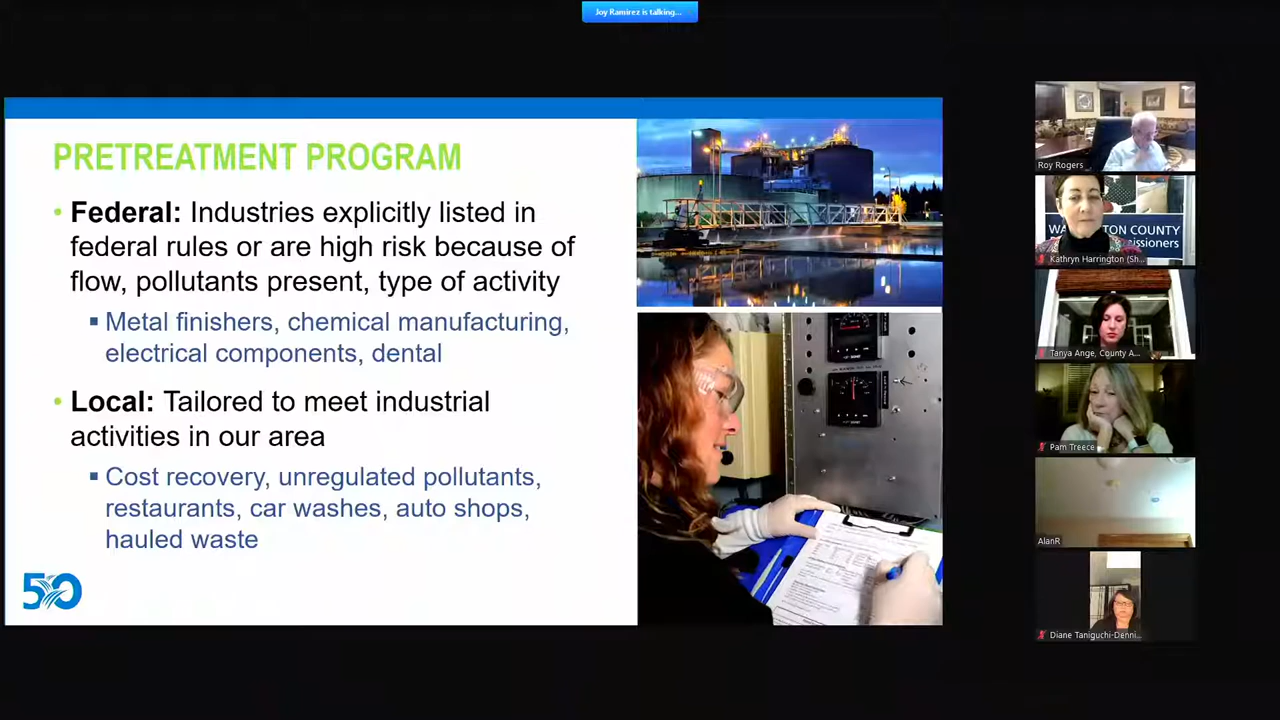 Joy Ramirez is talking...
PRETREATMENT PROGRAM
• Federal: Industries explicitly listed in
federal rules or are high risk because of
flow, pollutants present, type of activity
▪ Metal finishers, chemical manufacturing,
electrical components, dental
• Local: Tailored to meet industrial
activities in our area
▪ Cost recovery, unregulated pollutants,
restaurants, car washes, auto shops,
hauled waste
50
Roy Rogers
COUNTY
Kathryn Harrington (Sh...
Tanya Ange, County A...
Pam Treece
AlanR
Diane Taniguchi-Denni...